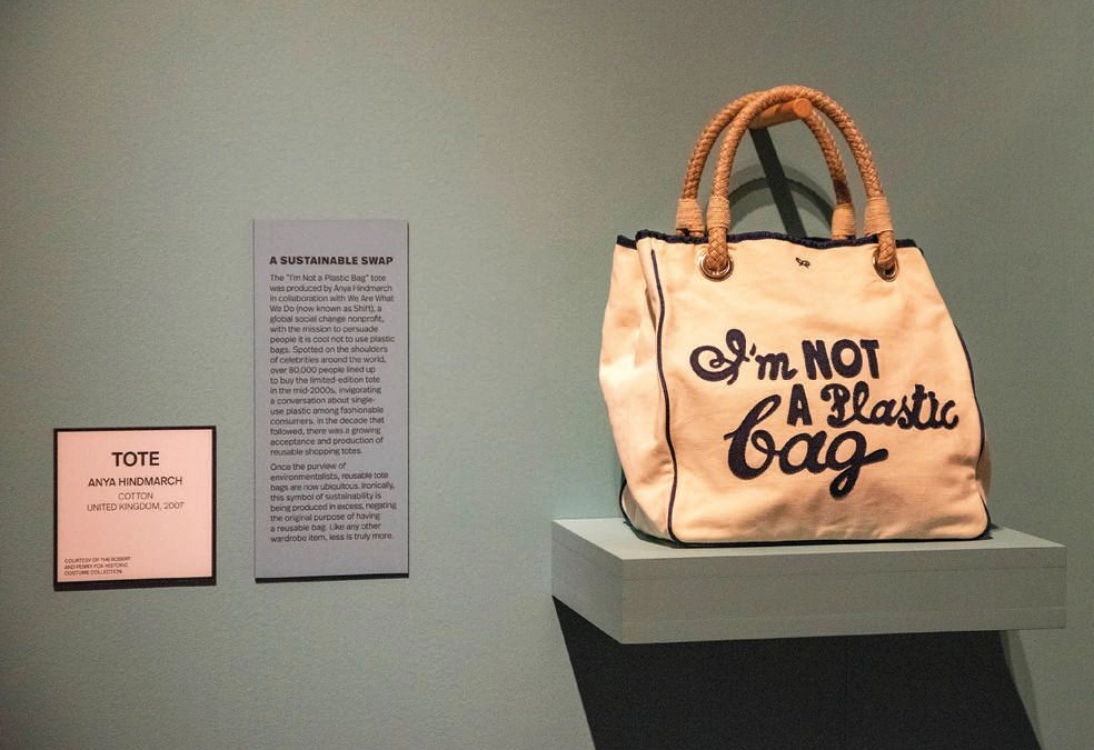 TOTE
ANYA HINDMARCH
COTTON
UNITED KINGDOM, 2007
COURTESY OF THE ROBERT
AND PENNY FOX HISTORIC
COSTUME COLLECTION
A SUSTAINABLE SWAP
The "I'm Not a Plastic Bag" tote
was produced by Anya Hindmarch
in collaboration with We Are What
We Do (now known as Shift), a
global social change nonprofit,
with the mission to persuade
people it is cool not to use plastic
bags. Spotted on the shoulders
of celebrities around the world,
over 80,000 people lined up
to buy the limited-edition tote
in the mid-2000s, invigorating
a conversation about single-
use plastic among fashionable
consumers. In the decade that
followed, there was a growing
acceptance and production of
reusable shopping totes.
Once the purview of
environmentalists, reusable tote
bags are now ubiquitous. Ironically,
this symbol of sustainability is
being produced in excess, negating
the original purpose of having
a reusable bag. Like any other
wardrobe item, less is truly more.
I'm NOT
A Plastic
bag